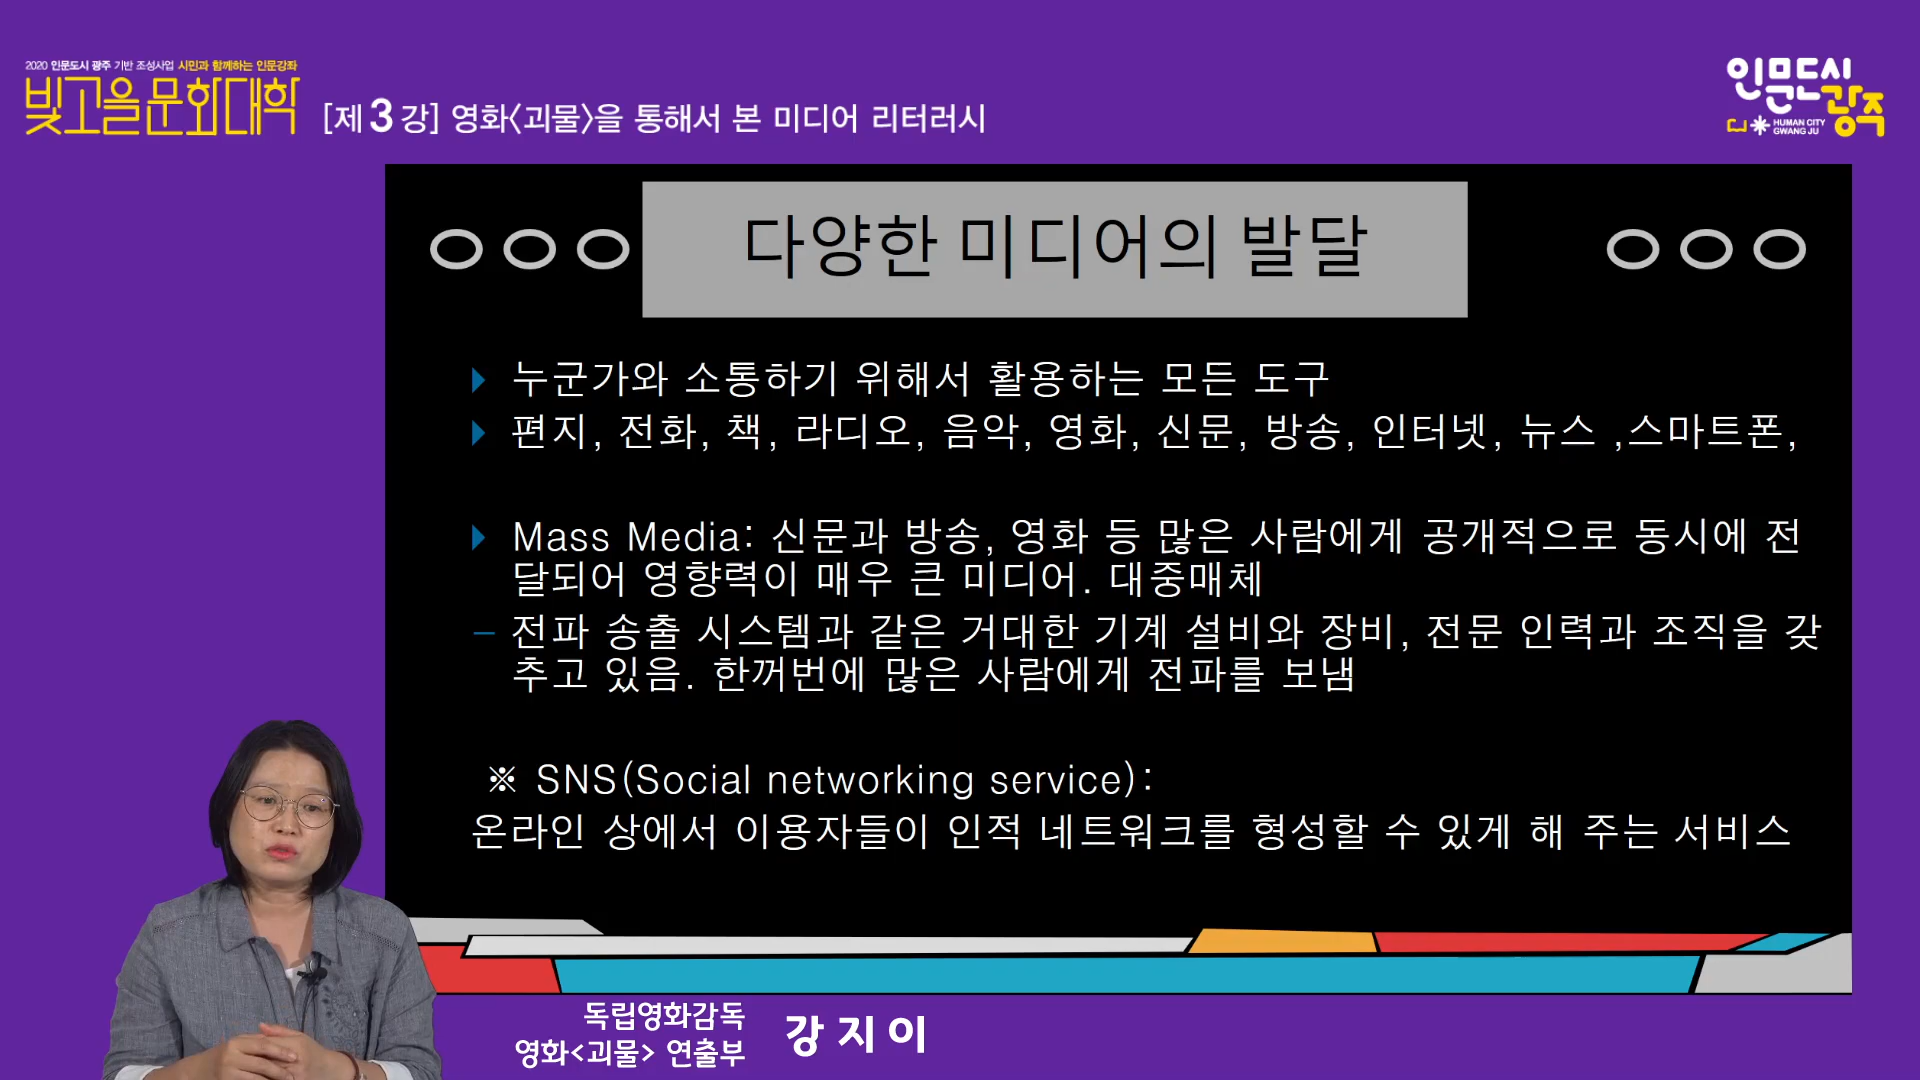 2020 인문도시 광주 기반 조성사업 시민과 함께하는 인문강좌
빛고을문화대학
[제3강] 영화<괴물>을 통해서 본 미디어 리터러시
인문도시
광주
HUMAN CITY
GWANG JU
다양한 미디어의 발달
누군가와 소통하기 위해서 활용하는 모든 도구
편지, 전화, 책, 라디오, 음악, 영화, 신문, 방송, 인터넷, 뉴스 ,스마트폰,
Mass Media: 신문과 방송, 영화 등 많은 사람에게 공개적으로 동시에 전
달되어 영향력이 매우 큰 미디어. 대중매체
– 전파 송출 시스템과 같은 거대한 기계 설비와 장비, 전문 인력과 조직을 갖
추고 있음. 한꺼번에 많은 사람에게 전파를 보냄
※ SNS(Social networking service):
온라인 상에서 이용자들이 인적 네트워크를 형성할 수 있게 해 주는 서비스
독립영화감독
영화<괴물> 연출부
강지이